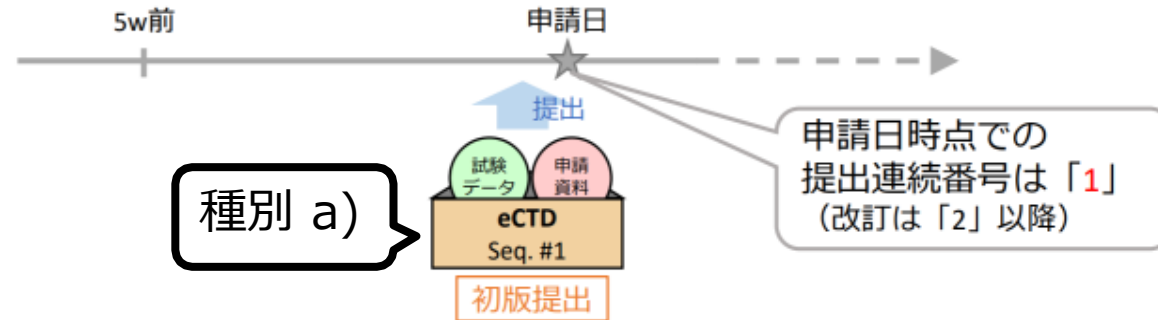 5w前
申請日
提出
試験
データ
申請
資料
種別 a)
eCTD
Seq. #1
初版提出
申請日時点での
提出連続番号は「1」
（改訂は「2」以降）